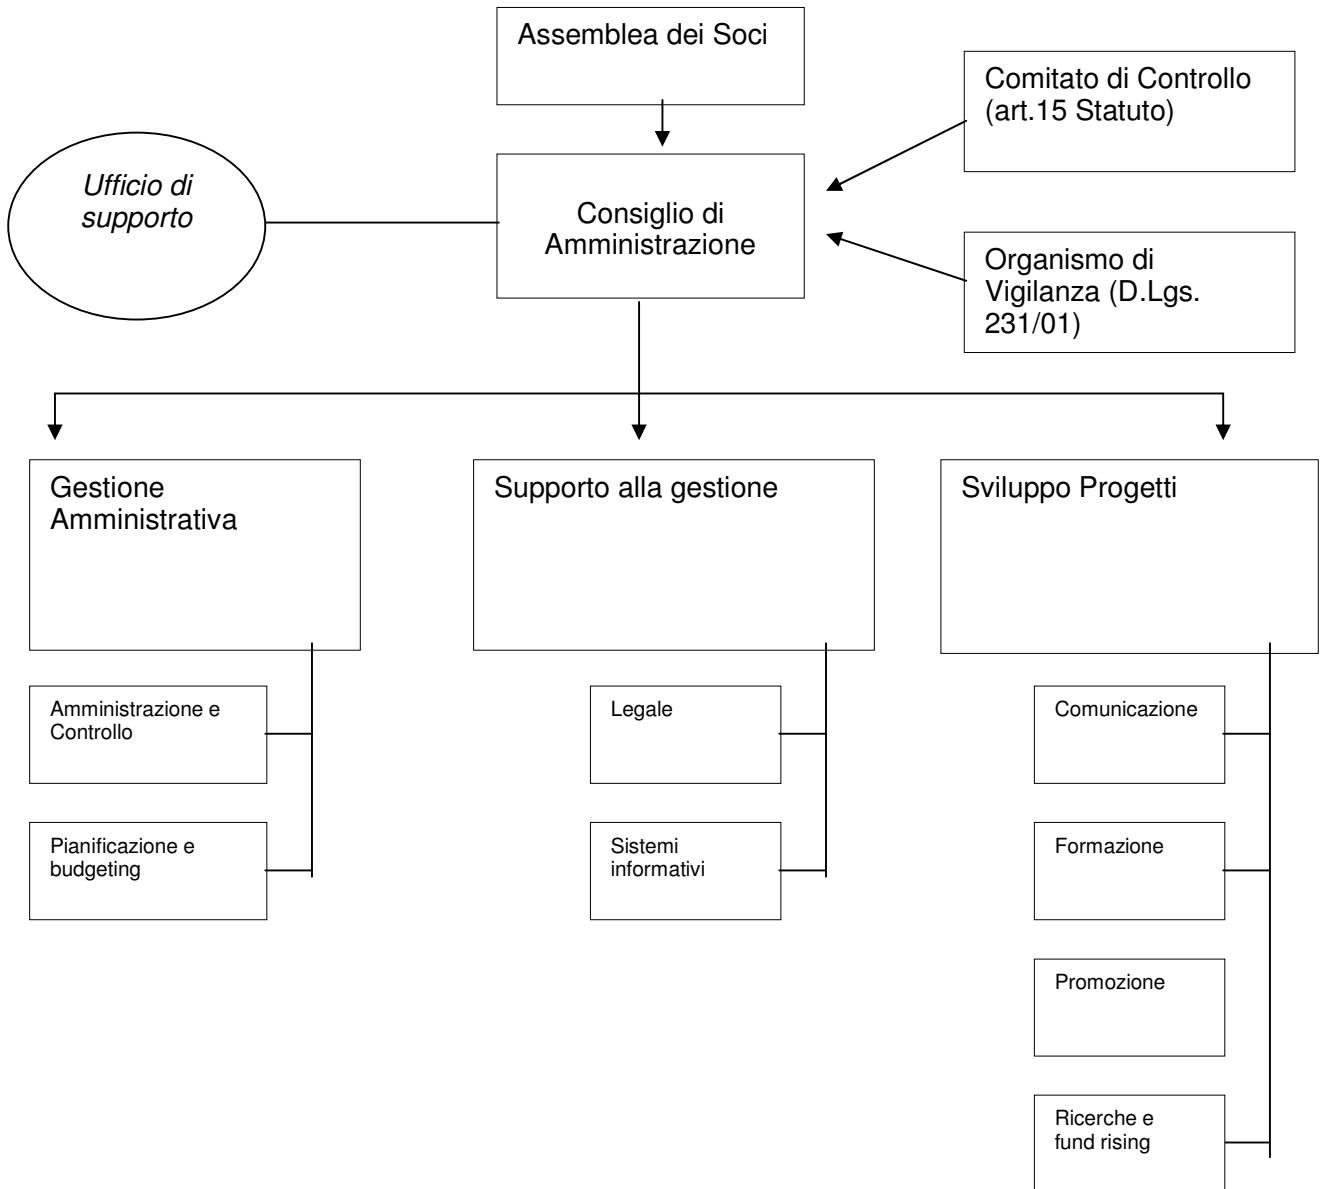 Assemblea dei Soci
Comitato di Controllo
(art.15 Statuto)
Ufficio di
supporto
Consiglio di
Amministrazione
Organismo di
Vigilanza (D.Lgs.
231/01)
Gestione
Amministrativa
Supporto alla gestione
Sviluppo Progetti
Amministrazione e
Controllo
Legale
Comunicazione
Pianificazione e
budgeting
Sistemi
informativi
Formazione
Promozione
Ricerche e
fund rising